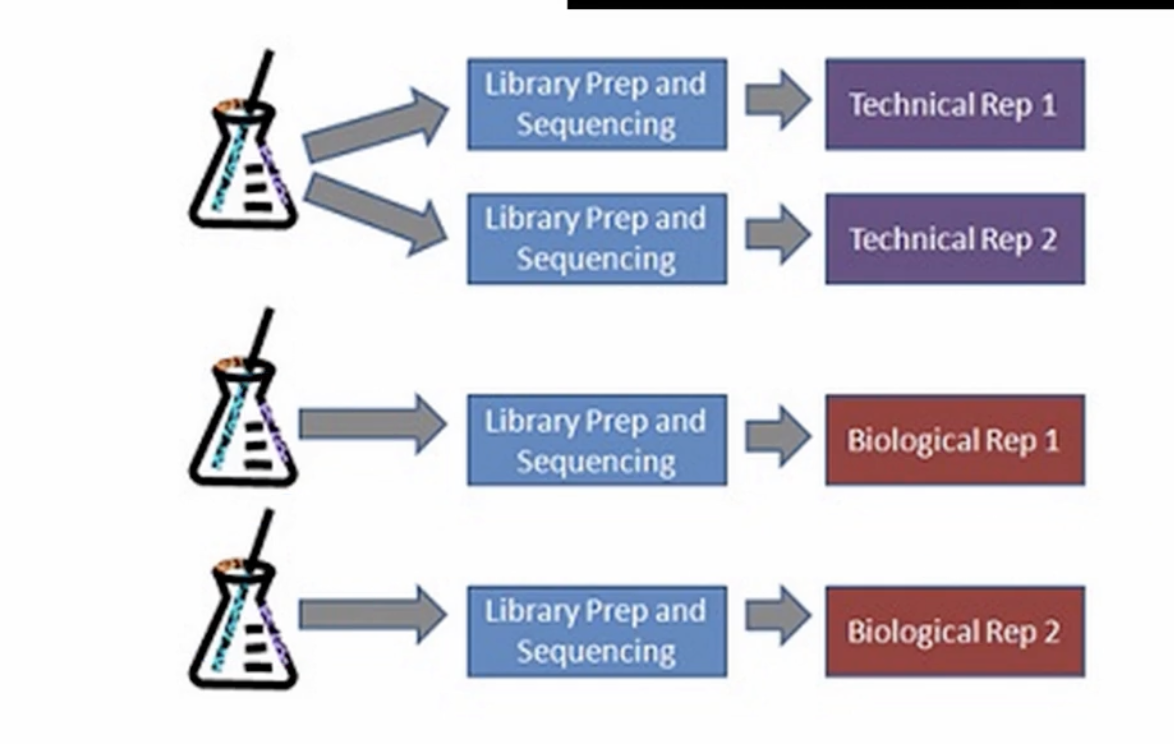 Library Prep and
Sequencing
Technical Rep 1
Library Prep and
Sequencing
Technical Rep 2
Library Prep and
Sequencing
Biological Rep 1
Library Prep and
Sequencing
Biological Rep 2